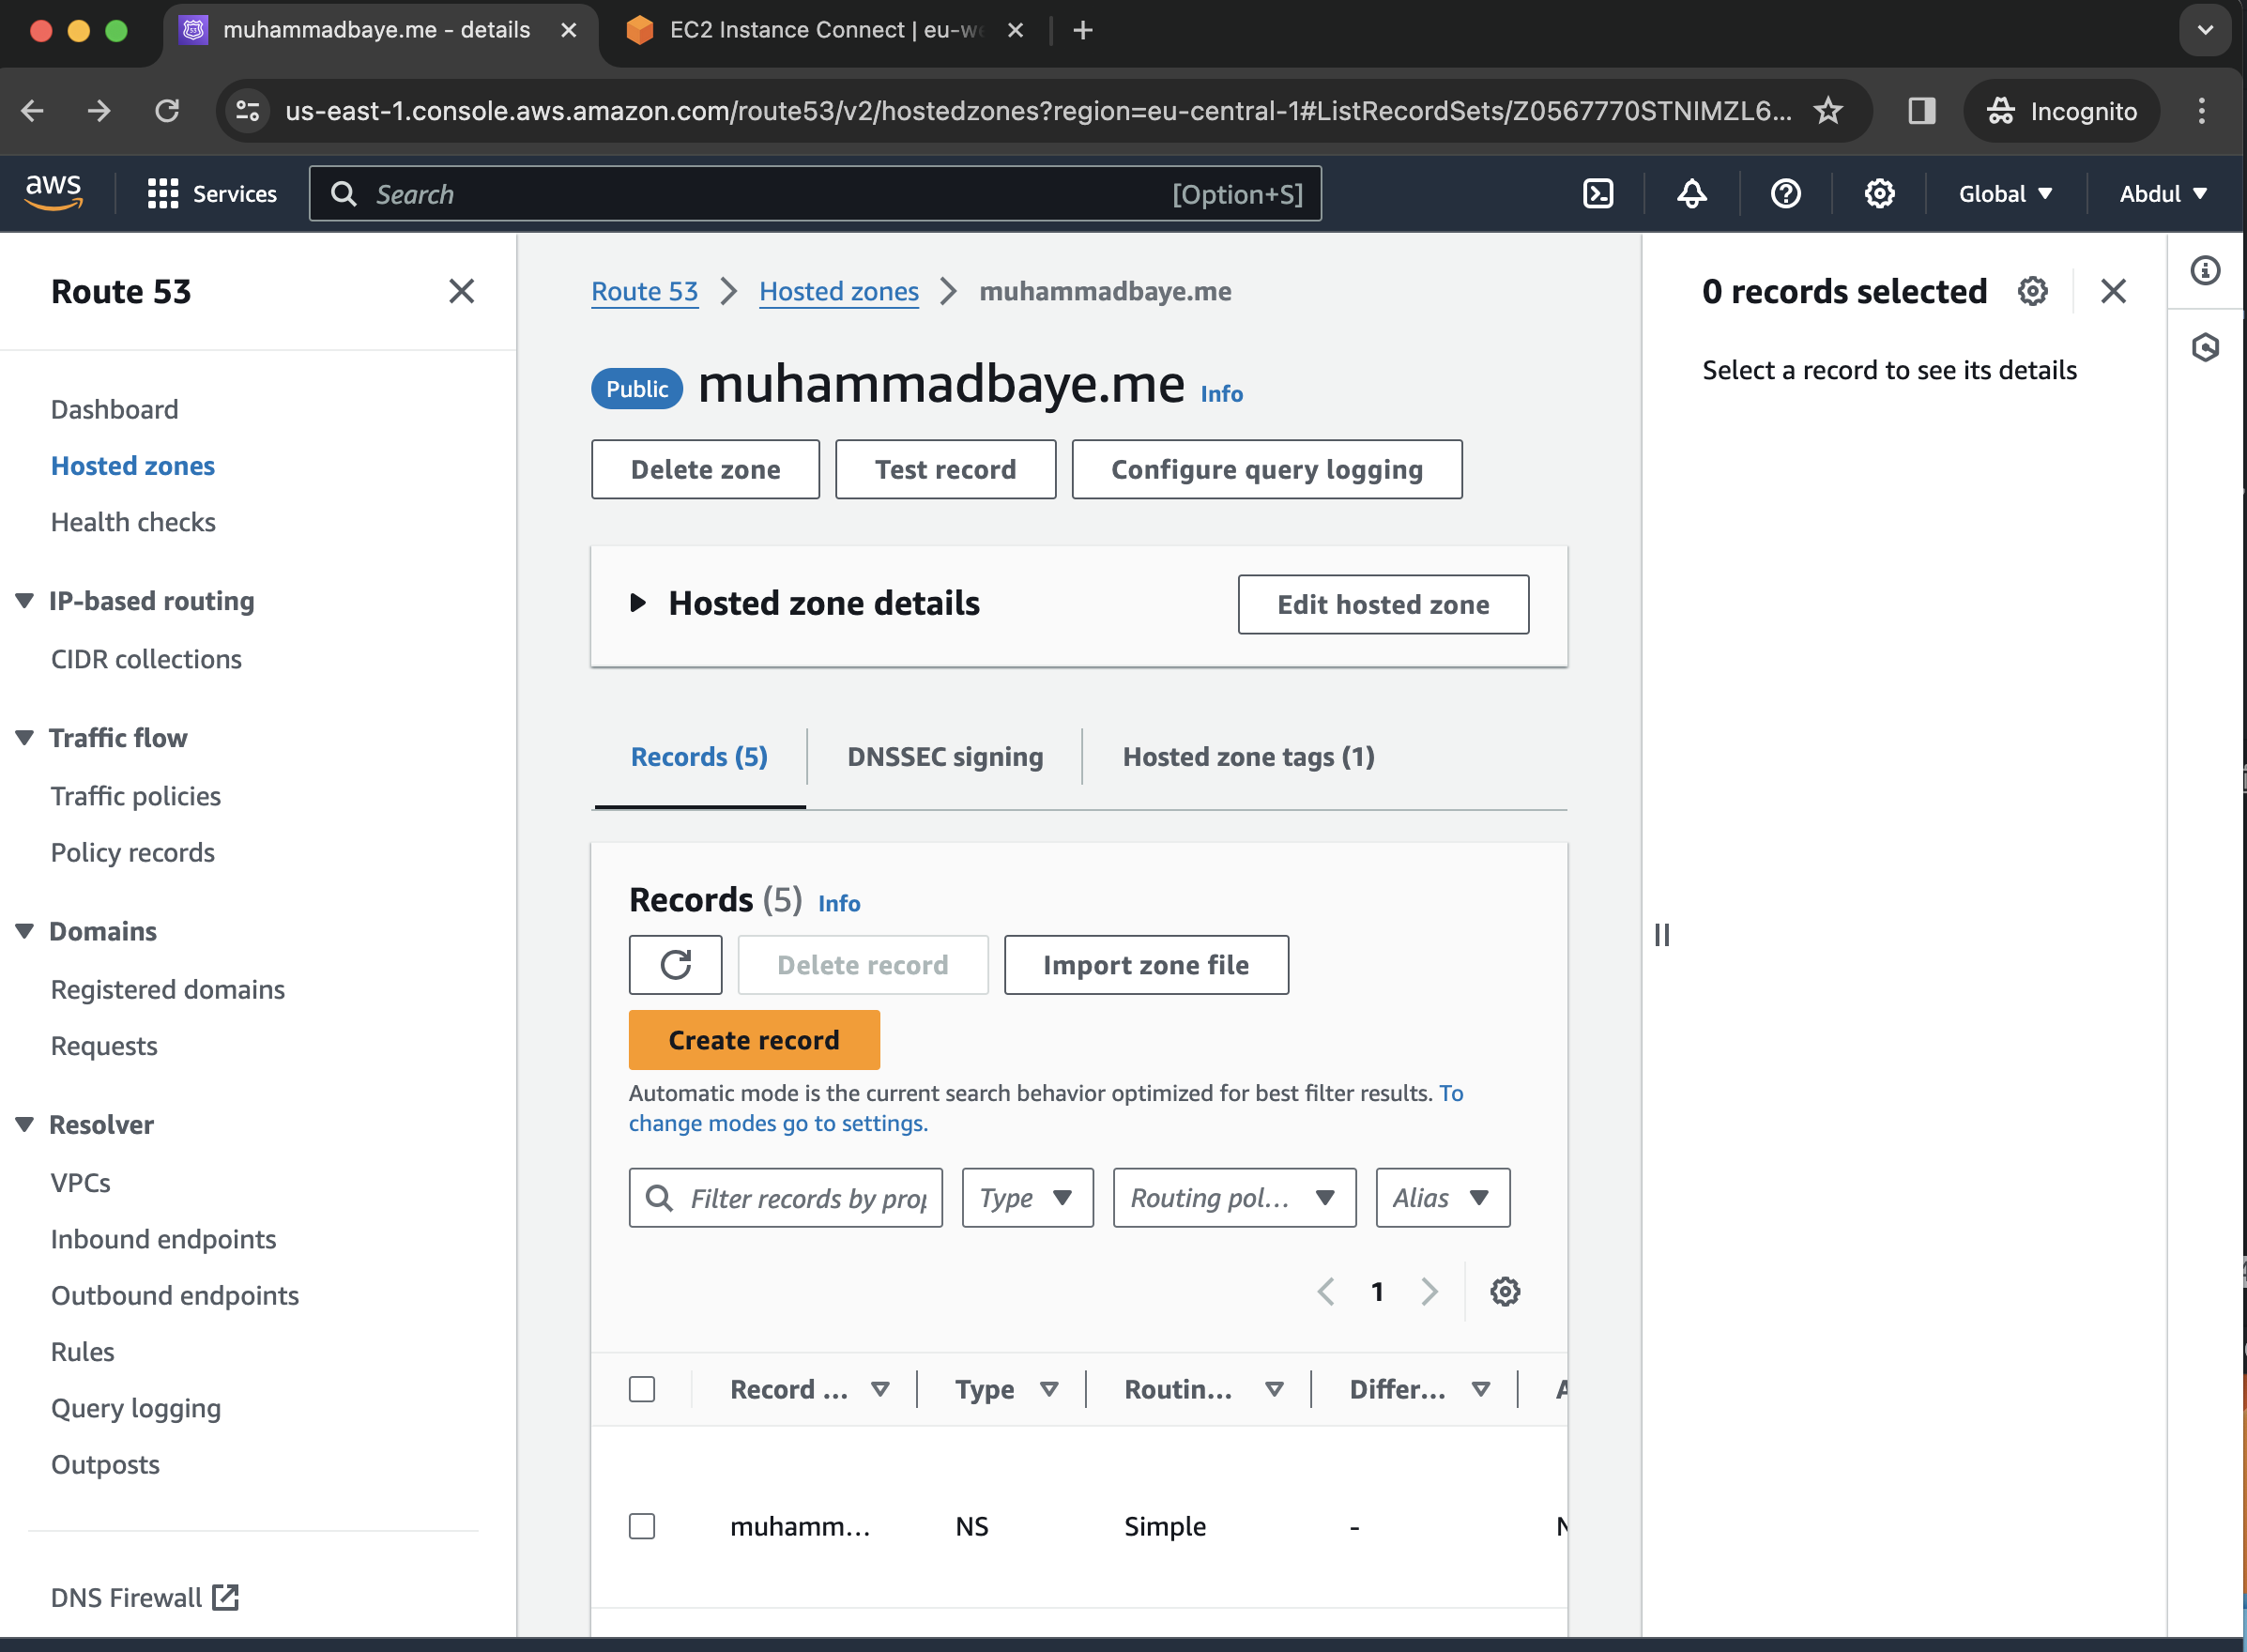 muhammadbaye.me - details
EC2 Instance Connect | eu-we
us-east-1.console.aws.amazon.com/route53/v2/hostedzones?region=eu-central-1#ListRecordSets/Z0567770STNIMZL6...
Incognito
aws
Services
Search
[Option+S]
Global
Abdul
Route 53
Dashboard
Hosted zones
Health checks
IP-based routing
CIDR collections
Traffic flow
Traffic policies
Policy records
Domains
Registered domains
Requests
Resolver
VPCs
Inbound endpoints
Outbound endpoints
Rules
Query logging
Outposts
DNS Firewall
Route 53 > Hosted zones > muhammadbaye.me
Public muhammadbaye.me Info
Delete zone
Test record
Configure query logging
Hosted zone details
Edit hosted zone
Records (5)
DNSSEC signing
Hosted zone tags (1)
Records (5) Info
Delete record
Import zone file
Create record
Automatic mode is the current search behavior optimized for best filter results. To
change modes go to settings.
Filter records by prop
Type
Routing pol...
Alias
1
Record ...
Type
Routin...
Differ...
muhamm...
NS
Simple
-
0 records selected
Select a record to see its details